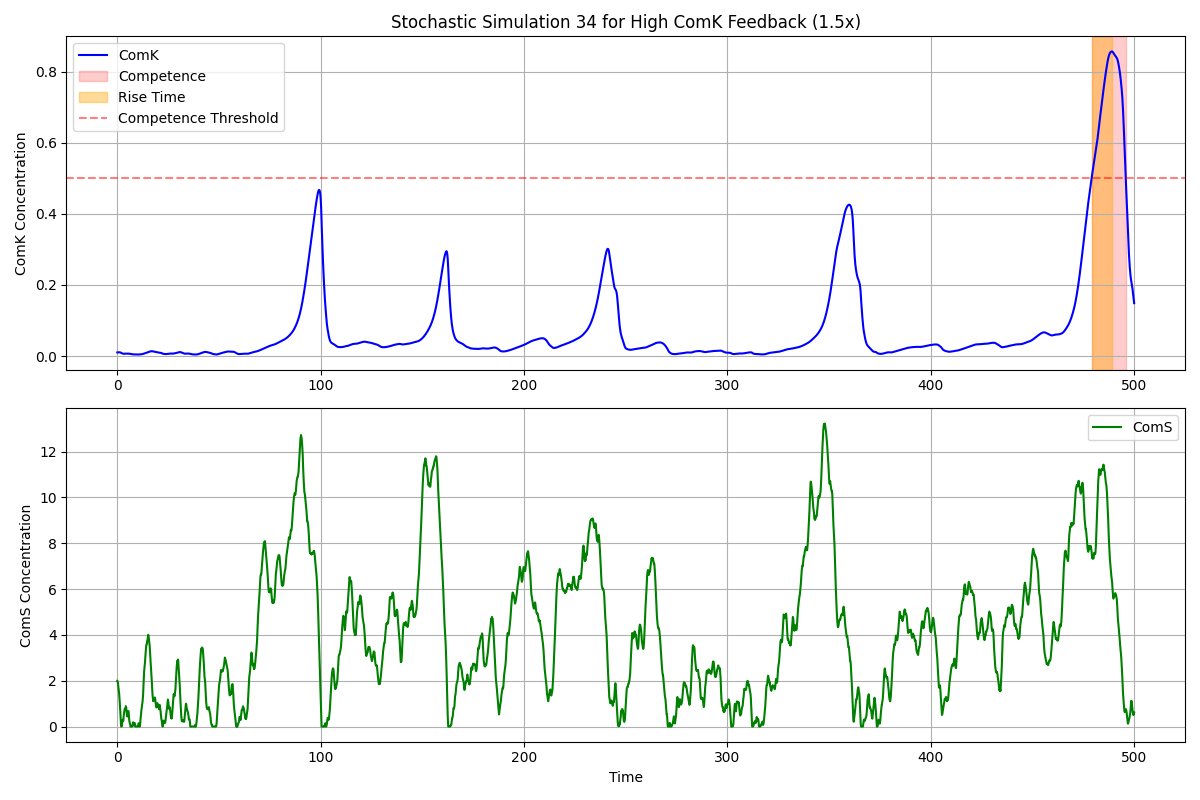 Stochastic Simulation 34 for High ComK Feedback (1.5x)
ComK
Competence
Rise Time
Competence Threshold
ComK Concentration
0.8
0.6
0.4
0.2
0.0
0 100 200 300 400 500
ComS
ComS Concentration
12
10
8
6
4
2
0
0 100 200 300 400 500
Time